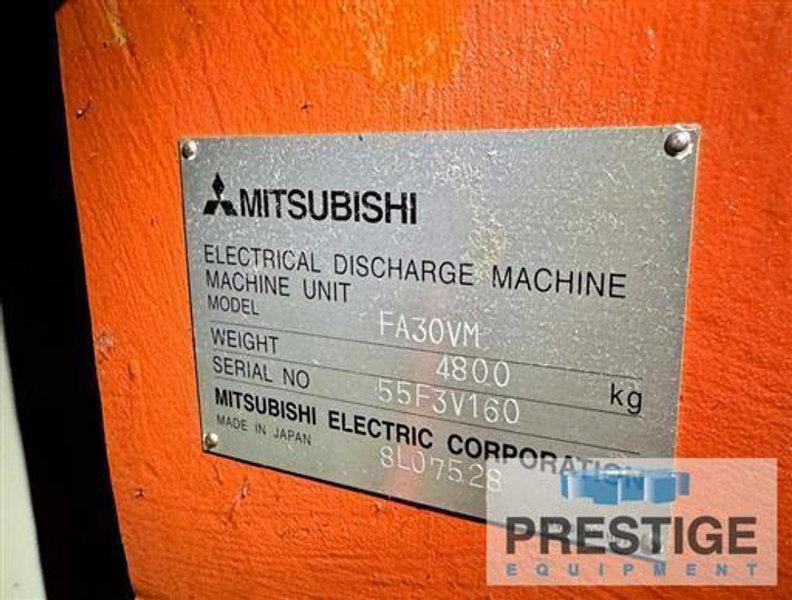 MITSUBISHI
ELECTRICAL DISCHARGE MACHINE
MACHINE UNIT
MODEL FA30VM
WEIGHT 4800 kg
SERIAL NO 55F3V160
MITSUBISHI ELECTRIC CORPORATION
MADE IN JAPAN 8L07528
PRESTIGE
EQUIPMENT